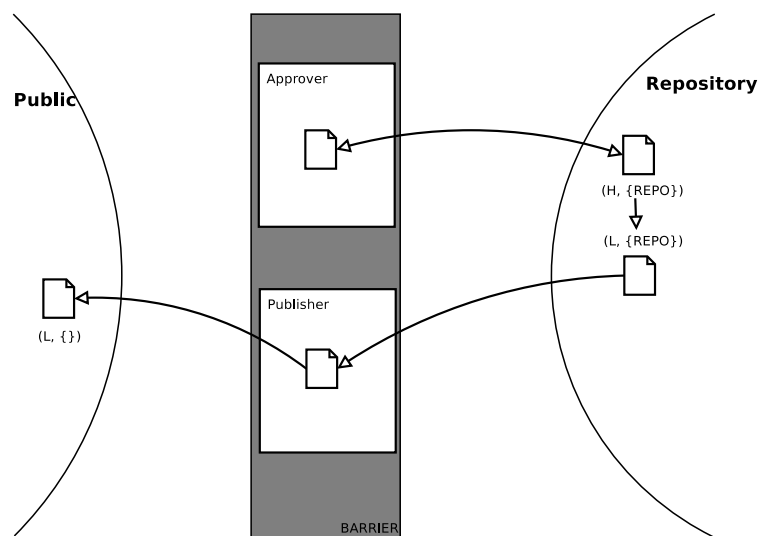 Approver
Repository
Public
(H, {REPO})
(L, {REPO})
Publisher
(L, {})
BARRIER